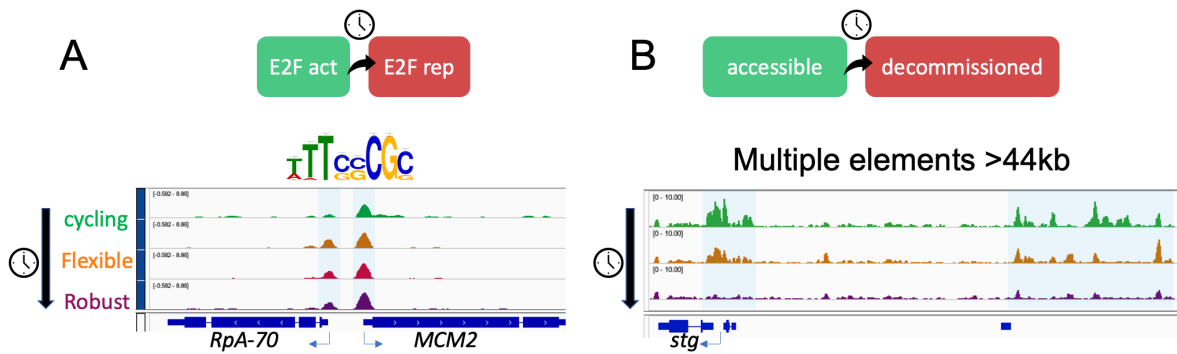 A
E2F act
E2F rep
TTTCCCGC
GG G
[-0.582 - 8.86]
cycling
[-0.582 - 8.86]
Flexible
[-0.582 - 8.86]
Robust
[-0.582 - 8.86]
RpA-70
MCM2
B
accessible
decommissioned
Multiple elements >44kb
[0 - 10.00]
[0 - 10.00]
[0 - 10.00]
stg